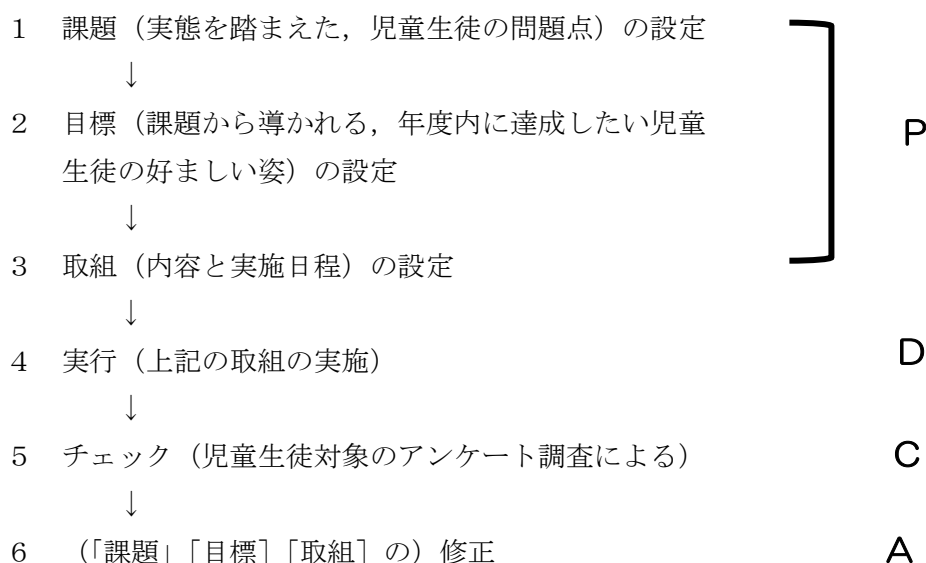 １　課題（実態を踏まえた，児童生徒の問題点）の設定
↓
２　目標（課題から導かれる，年度内に達成したい児童
生徒の好ましい姿）の設定
P
↓
３　取組（内容と実施日程）の設定
↓
４　実行（上記の取組の実施）
D
↓
５　チェック（児童生徒対象のアンケート調査による）
C
↓
６　（「課題」「目標］「取組］の）修正
A